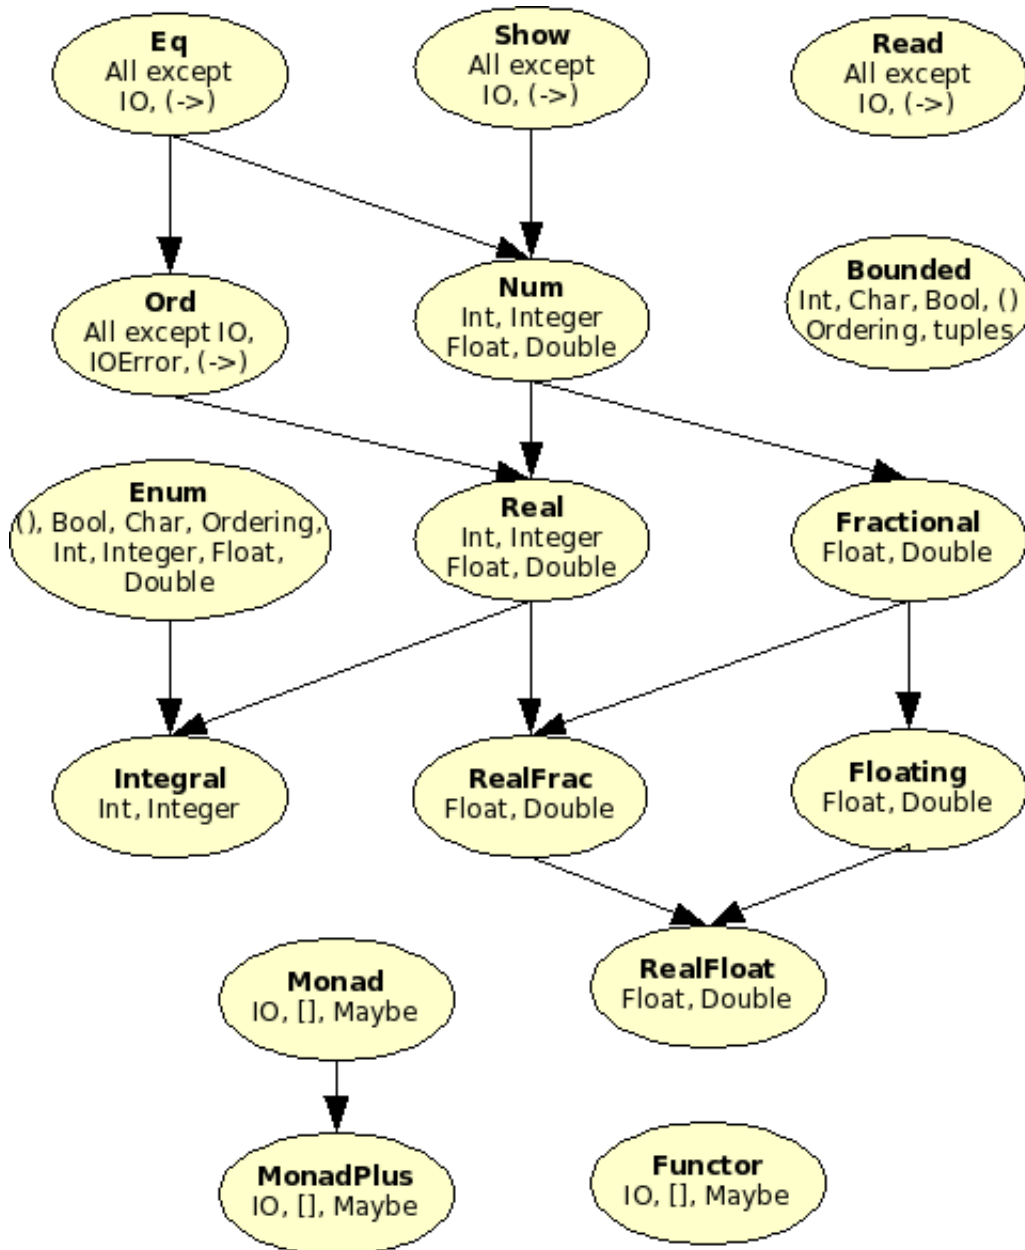 Eq
All except
IO, (->)
Show
All except
IO, (->)
Read
All except
IO, (->)
Ord
All except IO,
IOError, (->)
Num
Int, Integer
Float, Double
Bounded
Int, Char, Bool, ()
Ordering, tuples
Enum
(), Bool, Char, Ordering,
Int, Integer, Float,
Double
Real
Int, Integer
Float, Double
Fractional
Float, Double
Integral
Int, Integer
RealFrac
Float, Double
Floating
Float, Double
Monad
IO, [], Maybe
RealFloat
Float, Double
MonadPlus
IO, [], Maybe
Functor
IO, [], Maybe